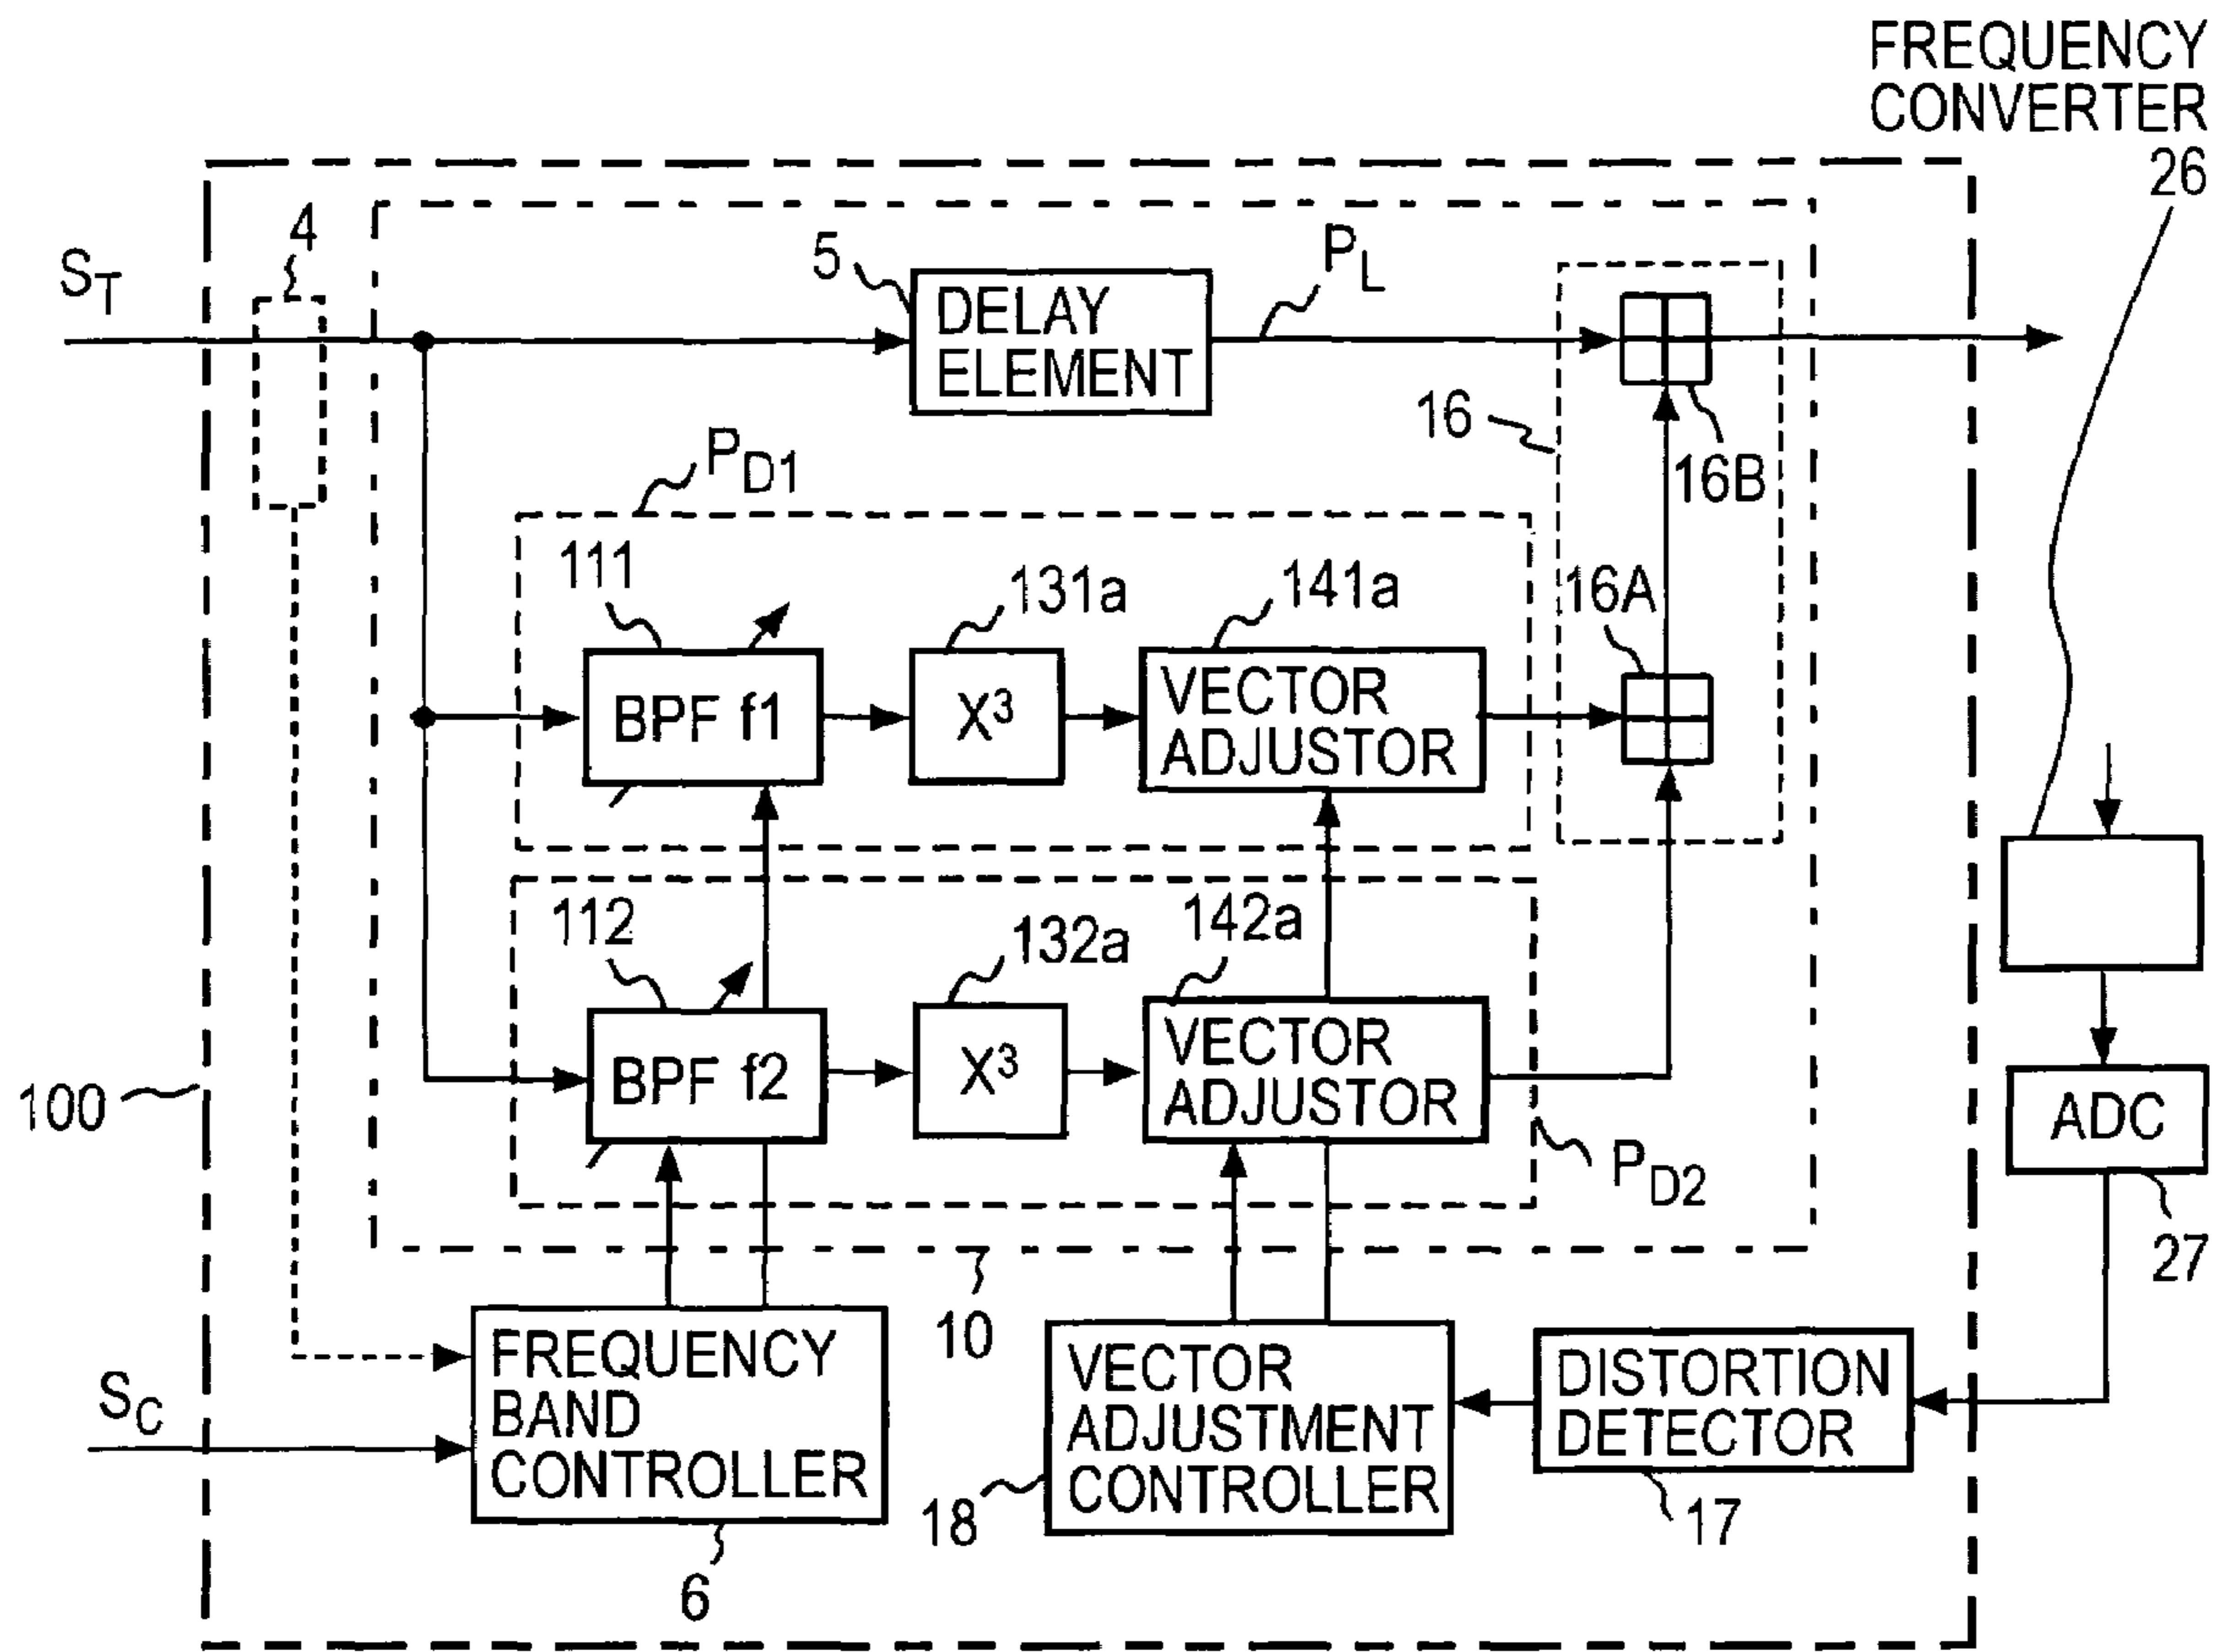 FREQUENCY
CONVERTER
26
4
S_T
5
DELAY
ELEMENT
P_L
16
16B
P_D1
111
131a
141a
16A
BPF f1
X³
VECTOR
ADJUSTOR
112
132a
142a
BPF f2
X³
VECTOR
ADJUSTOR
100
ADC
P_D2
27
10
FREQUENCY
BAND
CONTROLLER
S_C
VECTOR
ADJUSTMENT
CONTROLLER
DISTORTION
DETECTOR
18
17
6